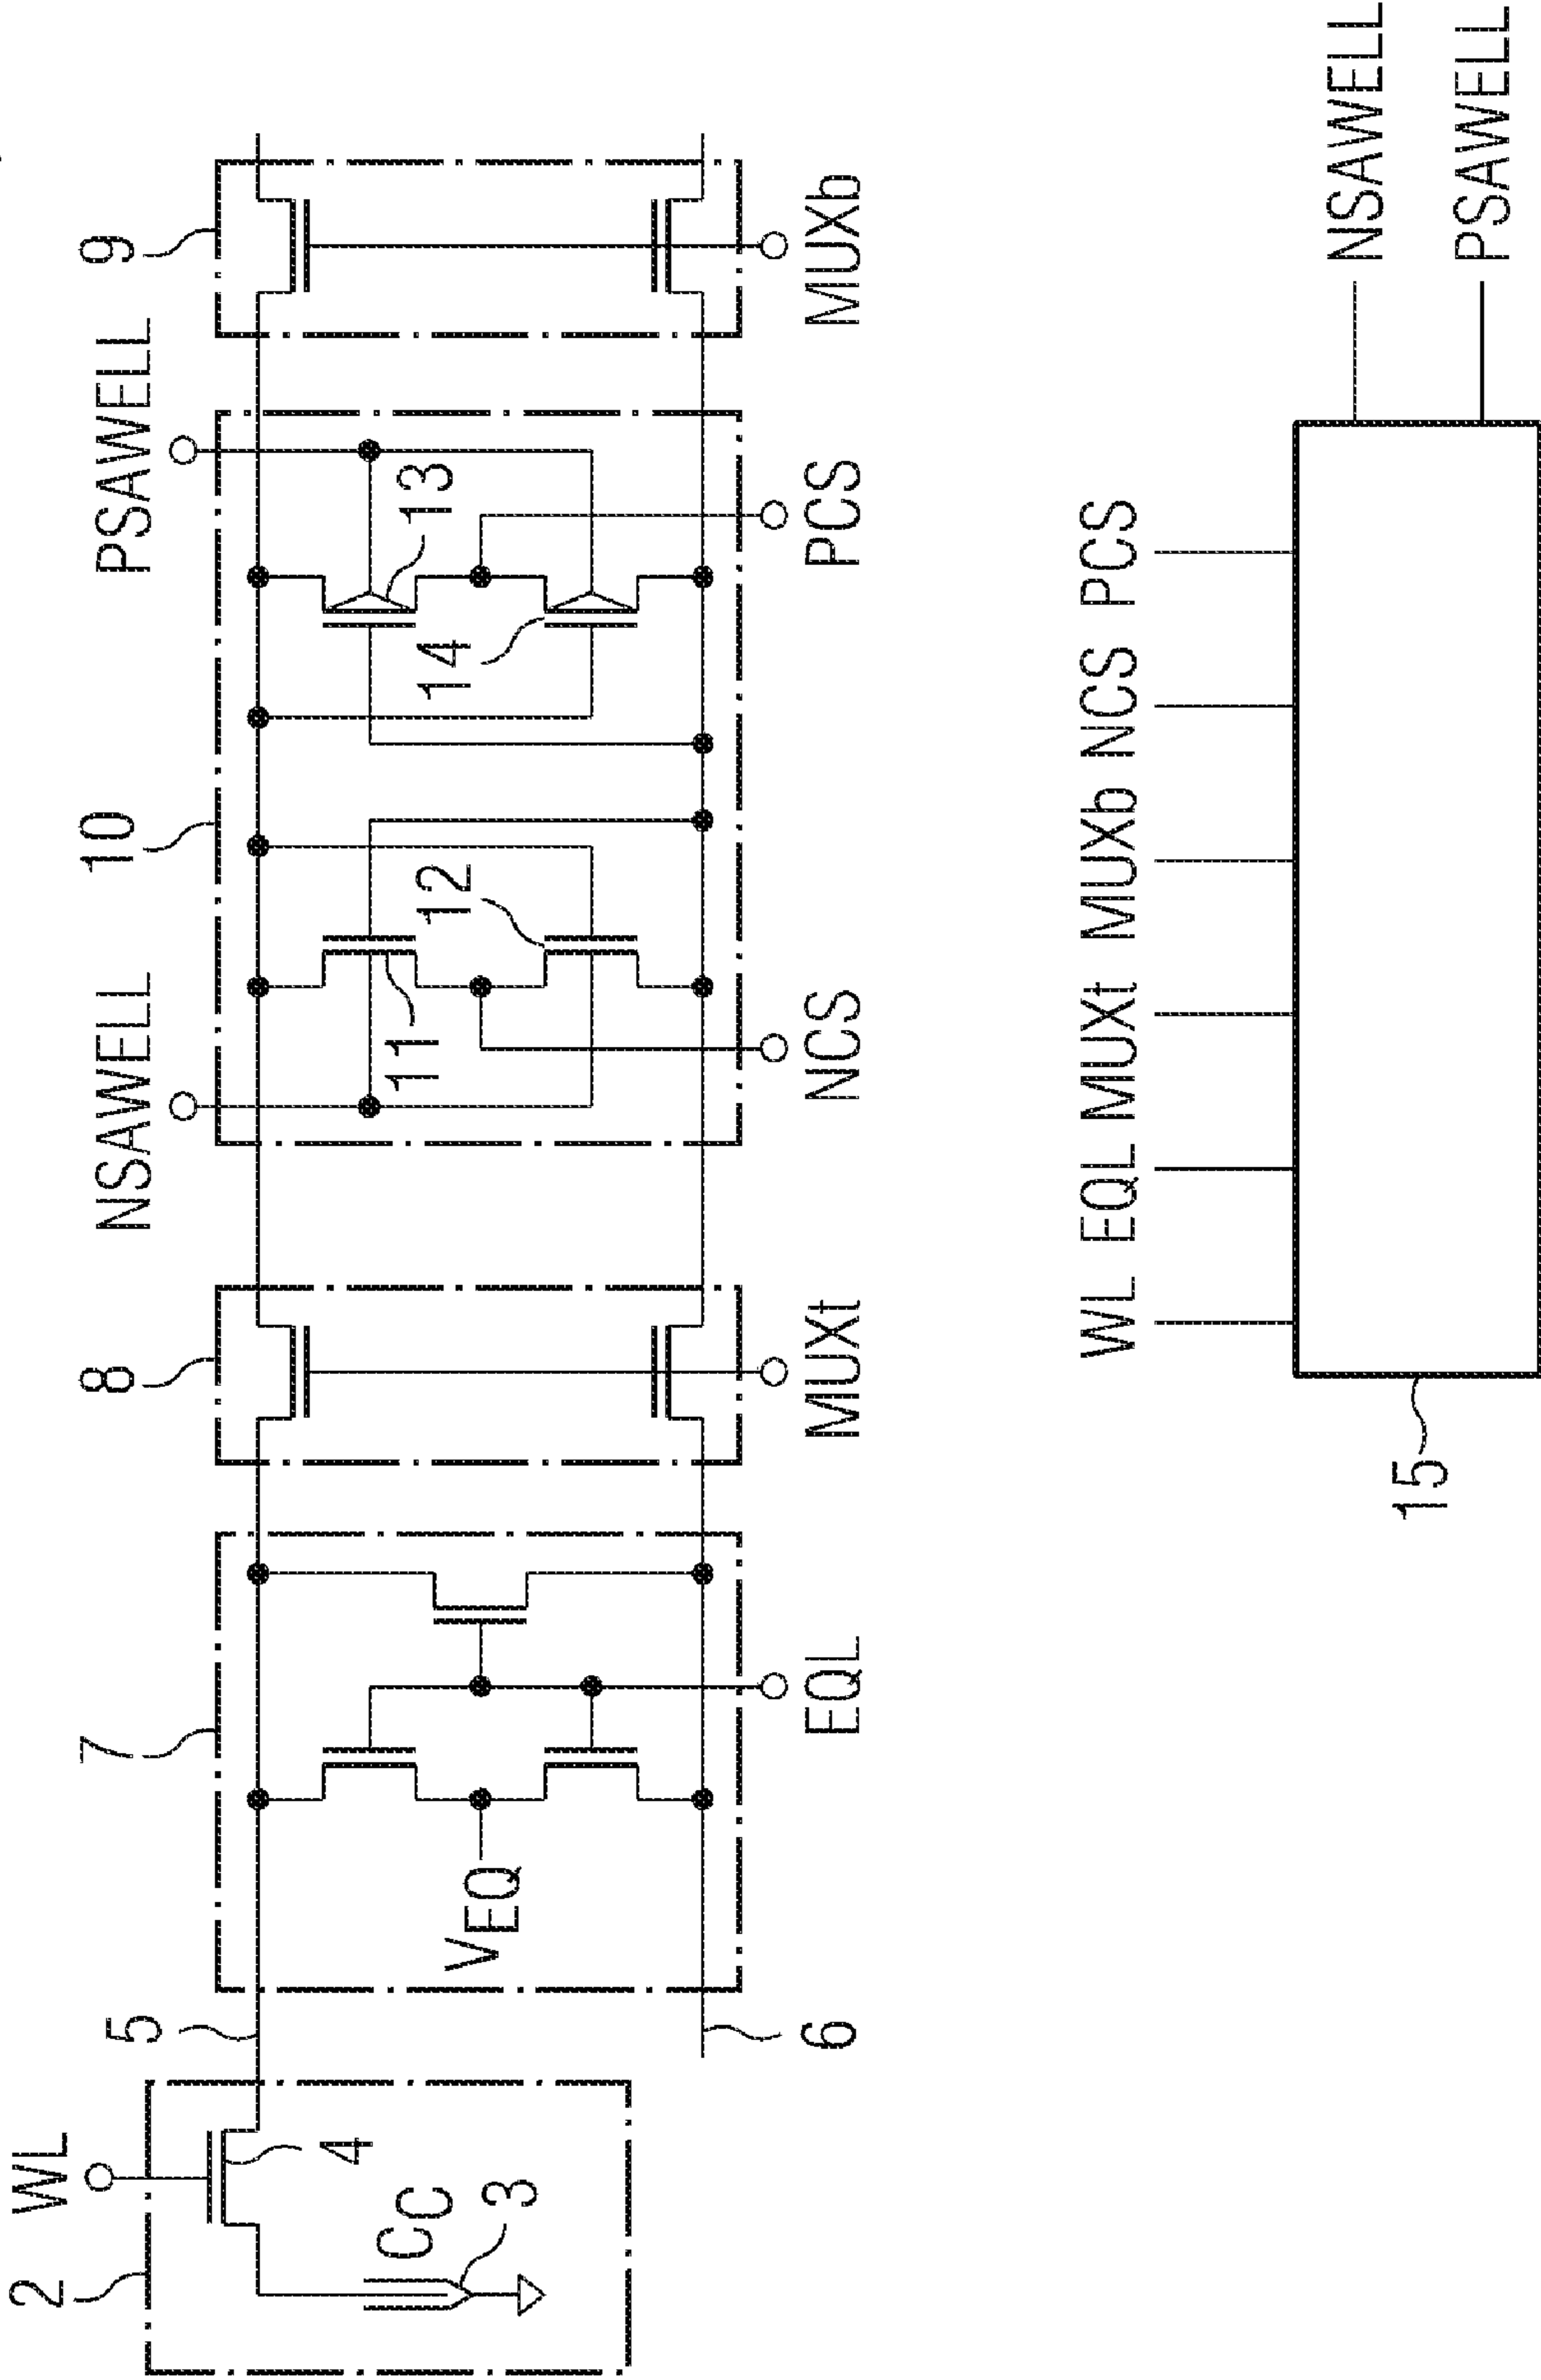 2
WL
4
CC
3
5
6
7
VEQ
EQL
8
MUXt
NSAWELL
10
PSAWELL
11
12
13
14
NCS
PCS
9
MUXb
WL EQL MUXt MUXb NCS PCS
NSAWELL
PSAWELL
15